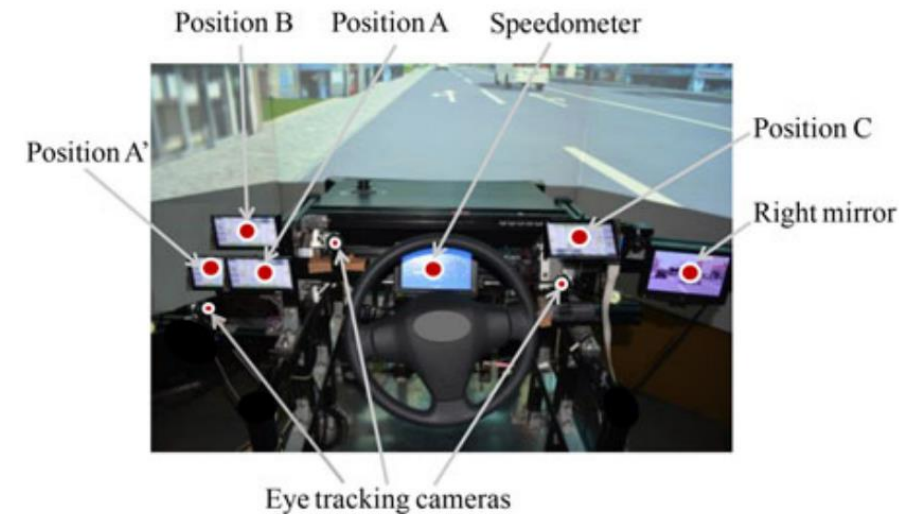 Position B
Position A
Speedometer
Position A’
Position C
Right mirror
Eye tracking cameras